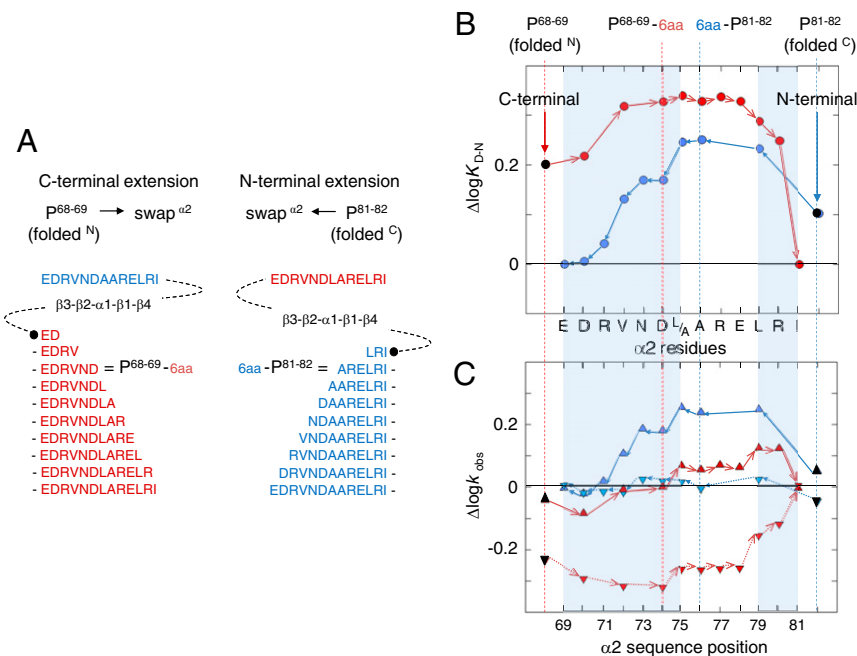 A
C-terminal extension
N-terminal extension
P68-69 → swap α2
swap α2 ← P81-82
(folded N)
(folded C)
EDRVNDAARELRI
EDRVNDLARELRI
β3-β2-α1-β1-β4
β3-β2-α1-β1-β4
ED
- EDRV
- EDRVND = P68-69-6aa
- EDRVNDL
- EDRVNDLA
- EDRVNDLAR
- EDRVNDLARE
- EDRVNDLAREL
- EDRVNDLARELR
- EDRVNDLARELRI
LRI
6aa-P81-82 = ARELRI -
AARELRI -
DAARELRI -
NDAARELRI -
VNDAARELRI -
RVNDAARELRI -
DRVNDAARELRI -
EDRVNDAARELRI -
B
P68-69
(folded N)
P68-69-6aa
6aa-P81-82
P81-82
(folded C)
C-terminal
N-terminal
ΔlogKD-N
0.2
0
E D R V N D L/A A R E L R I
α2 residues
C
Δlogkobs
0.2
0
-0.2
69 71 73 75 77 79 81
α2 sequence position